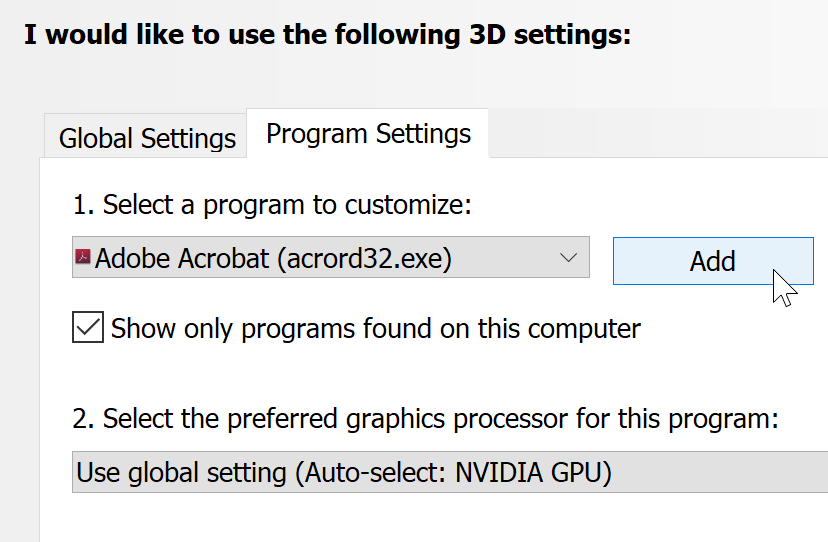 I would like to use the following 3D settings:
Global Settings
Program Settings
1. Select a program to customize:
Adobe Acrobat (acrord32.exe)
Add
Show only programs found on this computer
2. Select the preferred graphics processor for this program:
Use global setting (Auto-select: NVIDIA GPU)